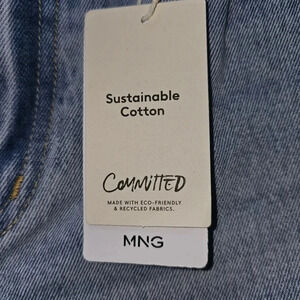 Sustainable
Cotton
COMMITTED
MADE WITH ECO-FRIENDLY
& RECYCLED FABRICS.
MNG